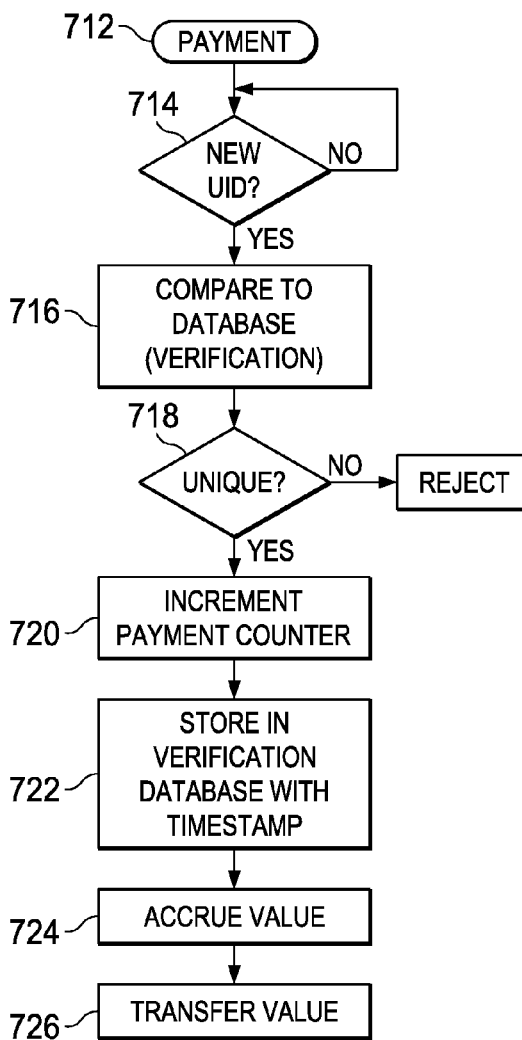 712
PAYMENT
714
NEW
UID?
NO
YES
716
COMPARE TO
DATABASE
(VERIFICATION)
718
UNIQUE?
NO
REJECT
YES
720
INCREMENT
PAYMENT COUNTER
722
STORE IN
VERIFICATION
DATABASE WITH
TIMESTAMP
724
ACCRUE VALUE
726
TRANSFER VALUE